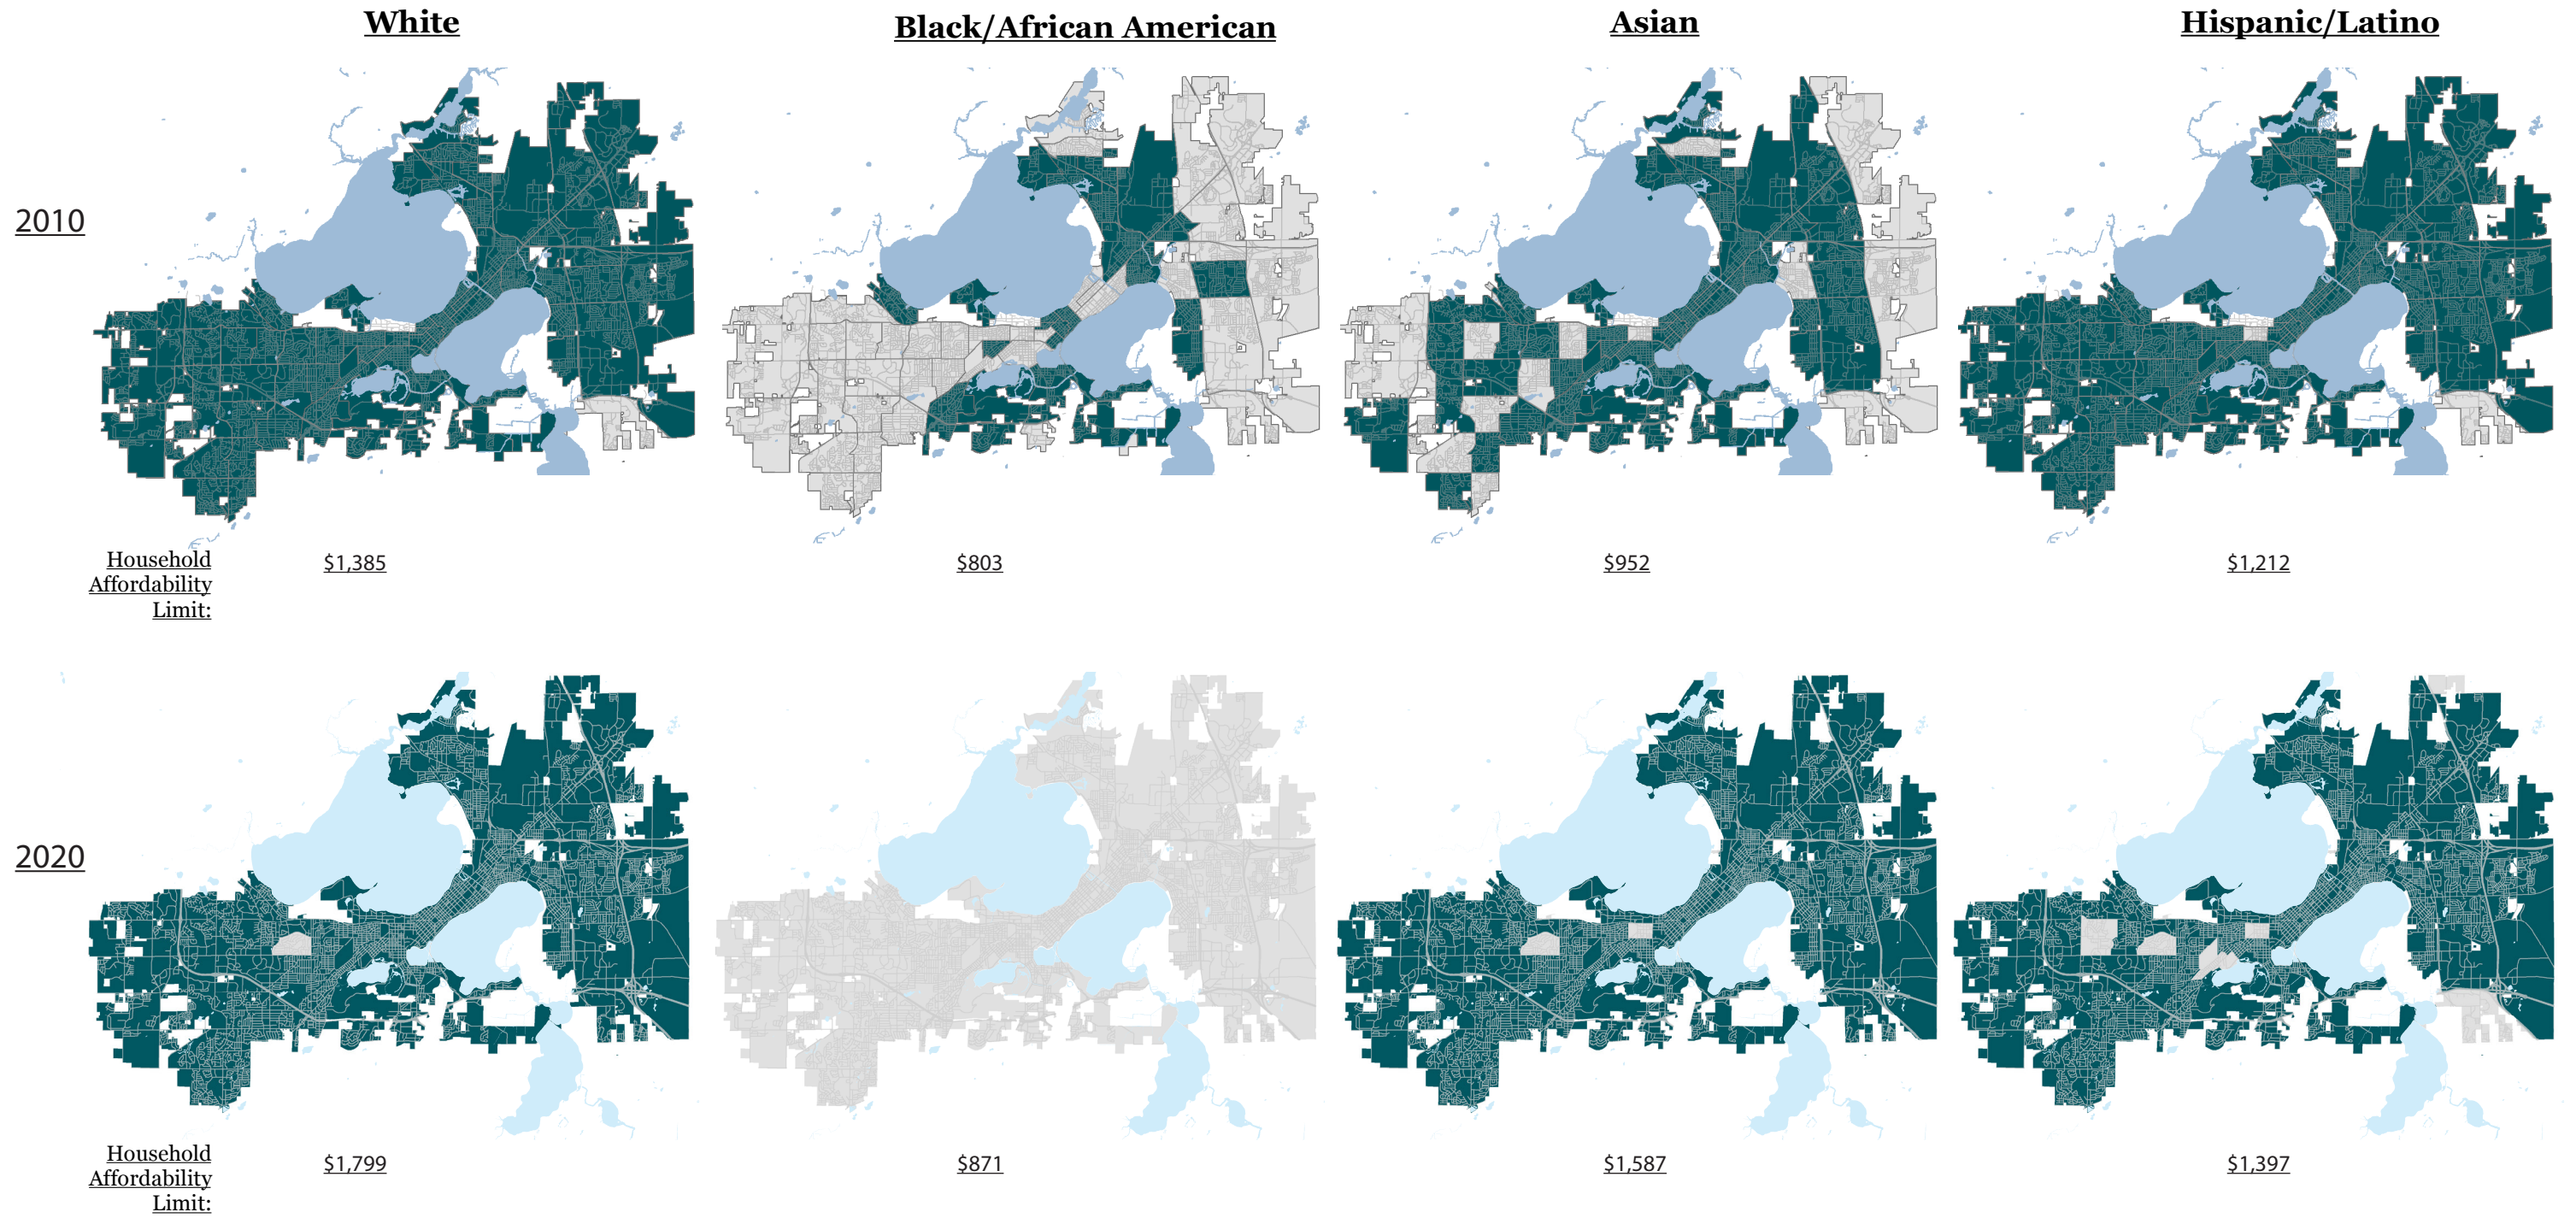 White
Black/African American
Asian
Hispanic/Latino
2010
Household
Affordability
Limit:
$1,385
$803
$952
$1,212
2020
Household
Affordability
Limit:
$1,799
$871
$1,587
$1,397